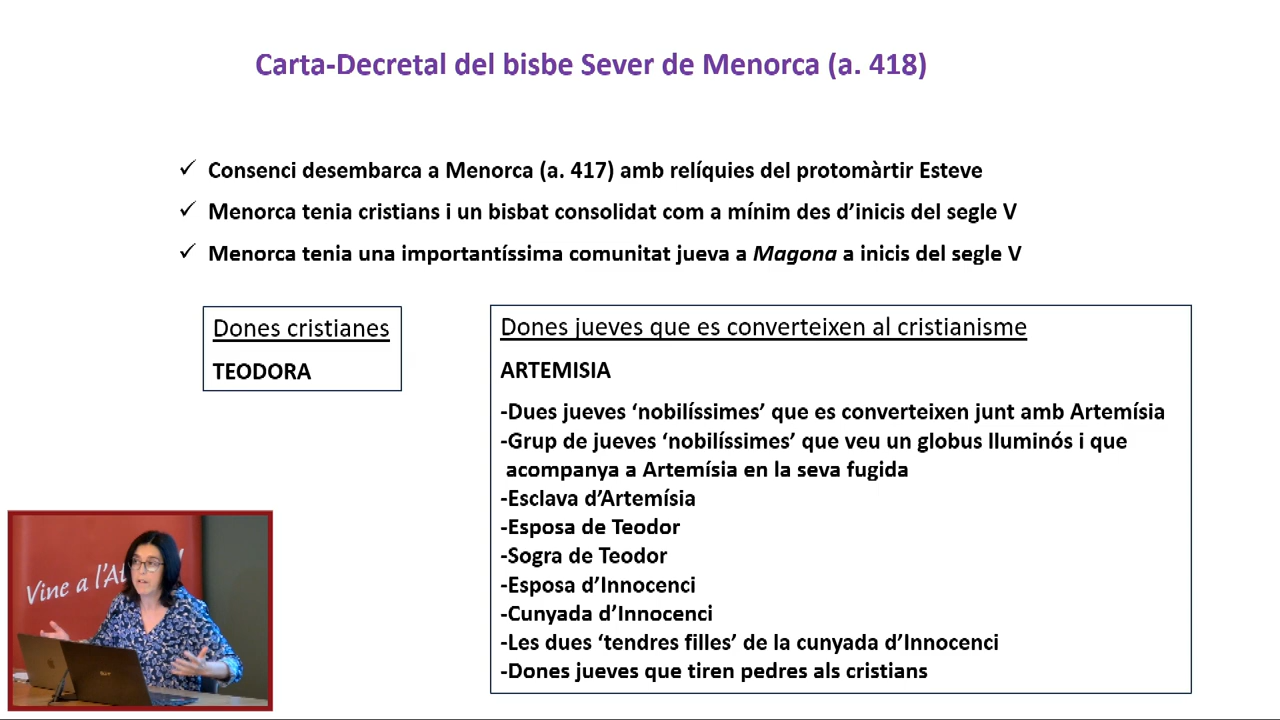 Carta-Decretal del bisbe Sever de Menorca (a. 418)
✓ Consenci desembarca a Menorca (a. 417) amb relíquies del protomàrtir Esteve
✓ Menorca tenia cristians i un bisbat consolidat com a mínim des d’inicis del segle V
✓ Menorca tenia una importantíssima comunitat jueva a Magona a inicis del segle V
Dones cristianes
TEODORA
Dones jueves que es converteixen al cristianisme
ARTEMISIA
-Dues jueves ‘nobilíssimes’ que es converteixen junt amb Artemísia
-Grup de jueves ‘nobilíssimes’ que veu un globus lluminós i que
acompanya a Artemísia en la seva fugida
-Esclava d’Artemísia
-Esposa de Teodor
-Sogra de Teodor
-Esposa d’Innocenci
-Cunyada d’Innocenci
-Les dues ‘tendres filles’ de la cunyada d’Innocenci
-Dones jueves que tiren pedres als cristians
Vine a l’At